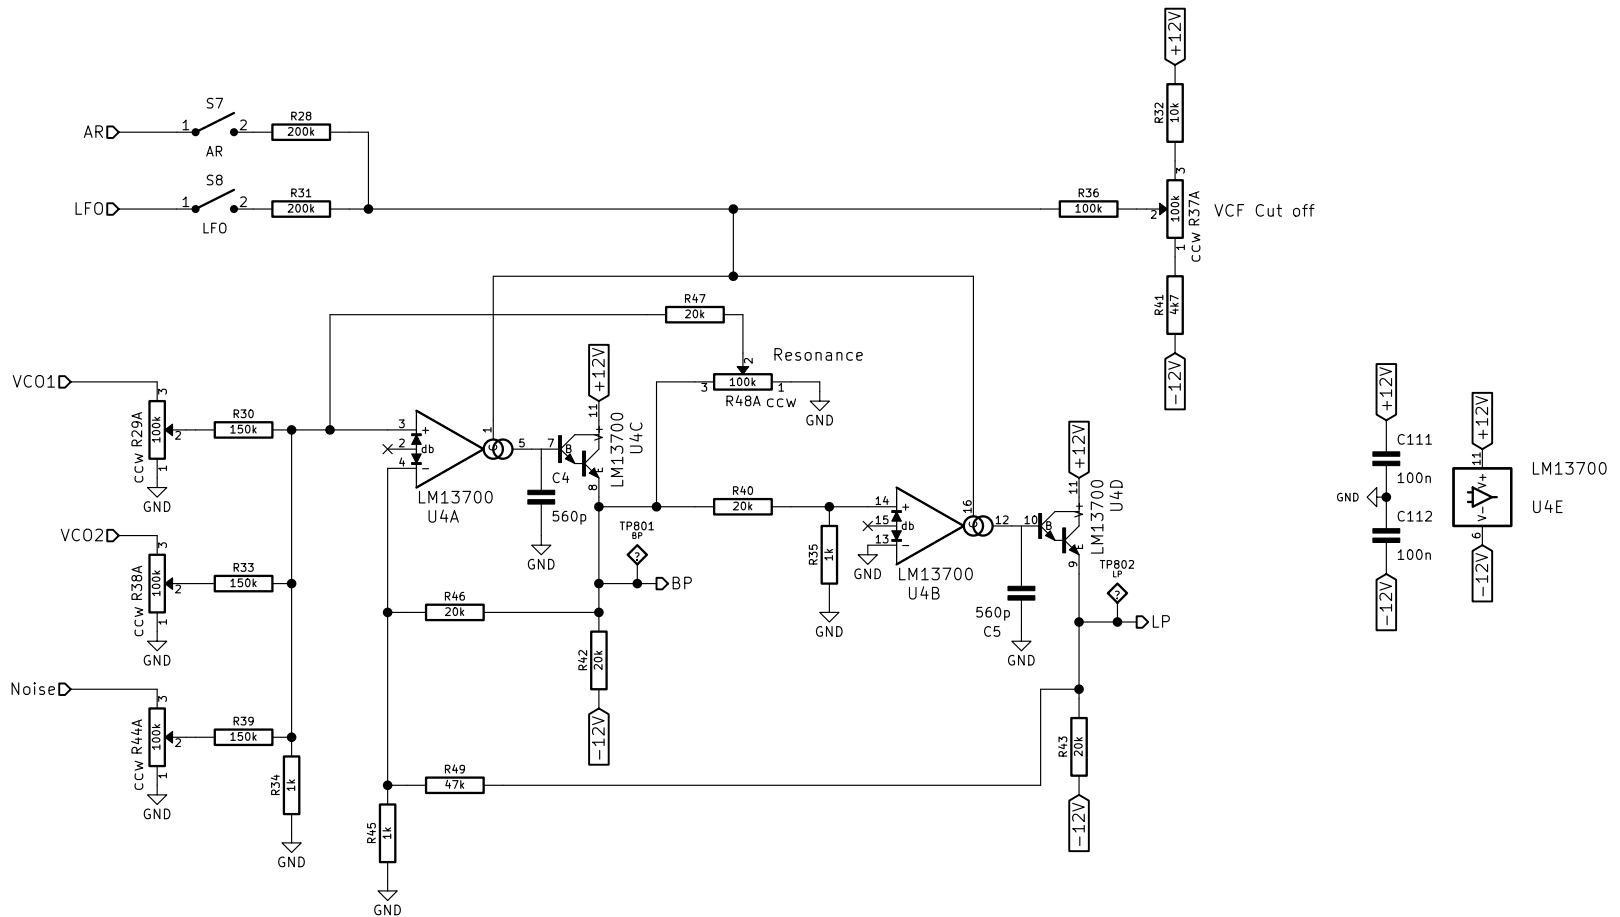 +12V
R32
10k
S7
1
2
AR
AR
R28
200k
S8
1
2
LFO
LFO
R31
200k
R36
100k
3
2
1
100k
CCW R37A
VCF Cut off
R41
4k7
-12V
R47
20k
Resonance
2
3
100k
1
R48A CCW
GND
VCO1
3
CCW R29A
100k
2
1
GND
R30
150k
3
+
2
db
4
-
1
5
LM13700
U4A
C4
560p
GND
+12V
11
V+
7
B
E
8
LM13700
U4C
R40
20k
R35
1k
GND
14
+
15
db
13
-
GND
16
12
LM13700
U4B
560p
C5
GND
+12V
11
V+
10
B
E
9
LM13700
U4D
TP801
BP
?
BP
TP802
LP
?
LP
VCO2
3
CCW R38A
100k
2
1
GND
R33
150k
R46
20k
R42
20k
-12V
Noise
3
CCW R44A
100k
2
1
GND
R39
150k
R34
1k
GND
R49
47k
R45
1k
GND
R43
20k
-12V
+12V
C111
100n
GND
C112
100n
-12V
+12V
11
V+
V-
6
-12V
LM13700
U4E